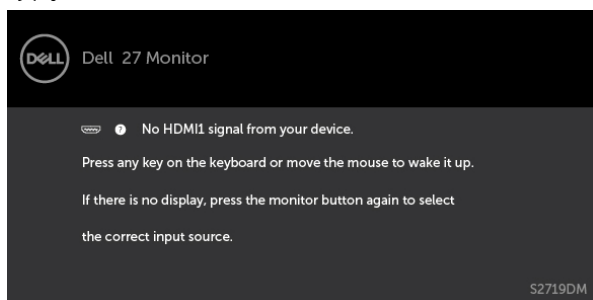 DELL
Dell 27 Monitor
? No HDMI1 signal from your device.
Press any key on the keyboard or move the mouse to wake it up.
If there is no display, press the monitor button again to select
the correct input source.
S2719DM